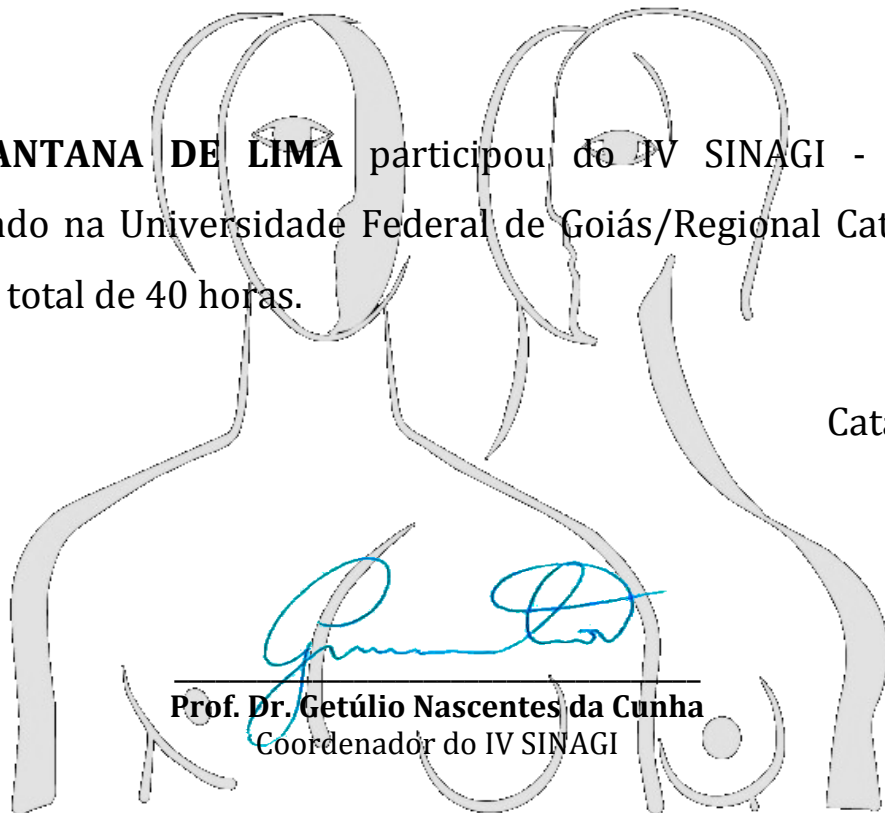 ANTANA DE LIMA participou do IV SINAGI -
ndo na Universidade Federal de Goiás/Regional Cat
total de 40 horas.
Cata
Prof. Dr. Getúlio Nascentes da Cunha
Coordenador do IV SINAGI